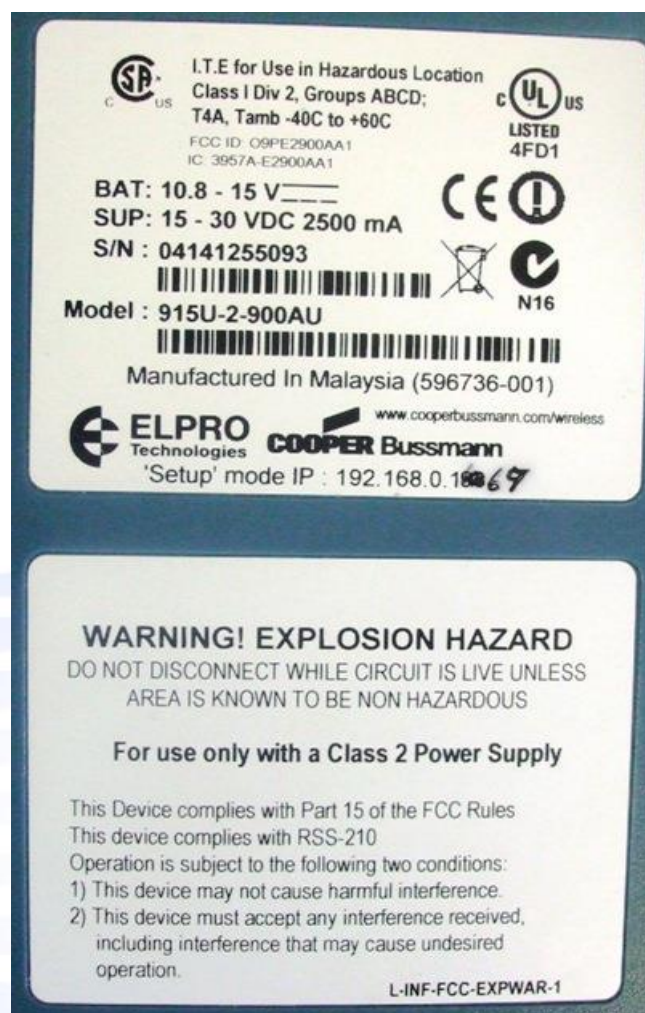 I.T.E for Use in Hazardous Location
Class I Div 2, Groups ABCD;
T4A, Tamb -40C to +60C
FCC ID: O9PE2900AA1
IC: 3957A-E2900AA1
C SA US
C UL US
LISTED
4FD1
BAT: 10.8 - 15 V
SUP: 15 - 30 VDC 2500 mA
CE
S/N : 04141255093
N16
Model : 915U-2-900AU
Manufactured In Malaysia (596736-001)
ELPRO
Technologies
www.cooperbussmann.com/wireless
COOPER Bussmann
'Setup' mode IP : 192.168.0.1
WARNING! EXPLOSION HAZARD
DO NOT DISCONNECT WHILE CIRCUIT IS LIVE UNLESS
AREA IS KNOWN TO BE NON HAZARDOUS
For use only with a Class 2 Power Supply
This Device complies with Part 15 of the FCC Rules
This device complies with RSS-210
Operation is subject to the following two conditions:
1) This device may not cause harmful interference.
2) This device must accept any interference received,
including interference that may cause undesired
operation.
L-INF-FCC-EXPWAR-1